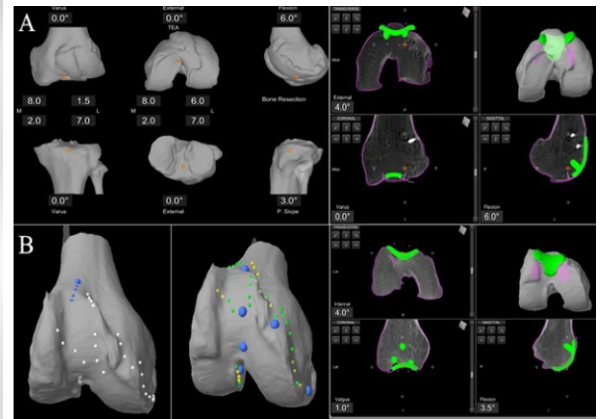 A
Varus
0.0°
External
0.0°
TEA
Flexion
6.0°
8.0 1.5
8.0 6.0
Bone Resection
M L M L
2.0 7.0
2.0 7.0
0.0°
Varus
0.0°
External
3.0°
P. Slope
B
TRANSVERSE
External
4.0°
CORONAL
Varus
0.0°
SAGITTAL
Flexion
6.0°
TRANSVERSE
Internal
4.0°
CORONAL
Valgus
1.0°
SAGITTAL
Flexion
3.5°